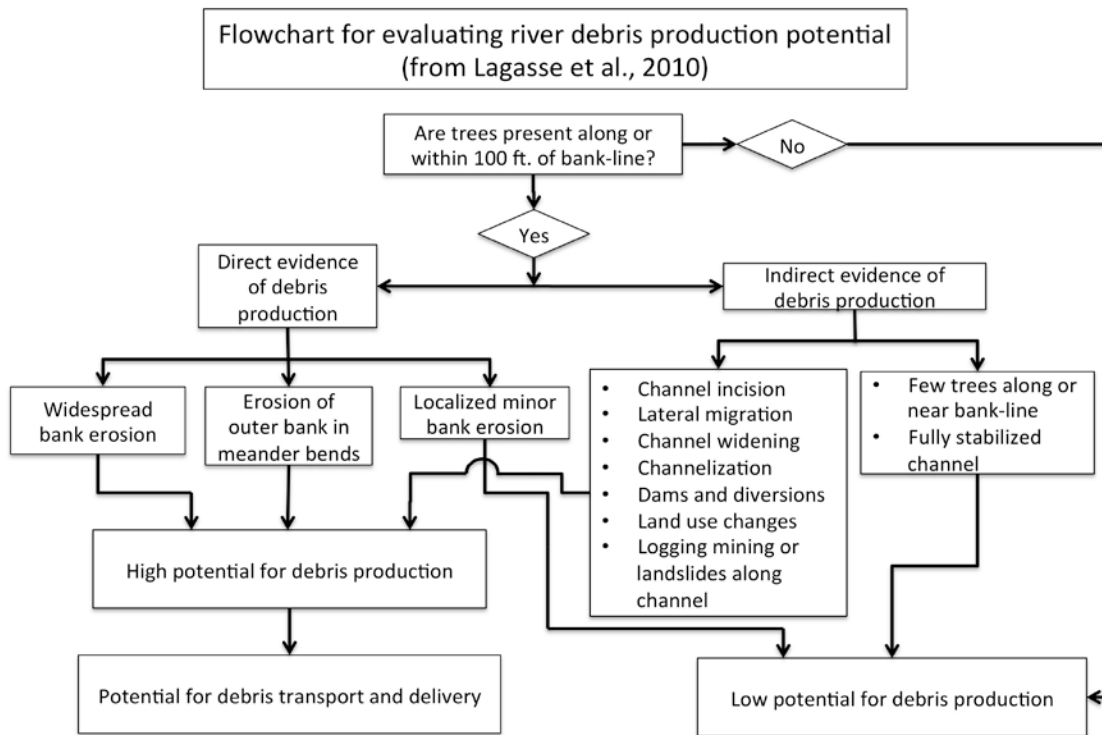 Flowchart for evaluating river debris production potential
(from Lagasse et al., 2010)
Are trees present along or
within 100 ft. of bank-line?
No
Yes
Direct evidence
of debris
production
Indirect evidence of
debris production
Widespread
bank erosion
Erosion of
outer bank in
meander bends
Localized minor
bank erosion
• Channel incision
• Lateral migration
• Channel widening
• Channelization
• Dams and diversions
• Land use changes
• Logging mining or
landslides along
channel
• Few trees along or
near bank-line
• Fully stabilized
channel
High potential for debris production
Potential for debris transport and delivery
Low potential for debris production